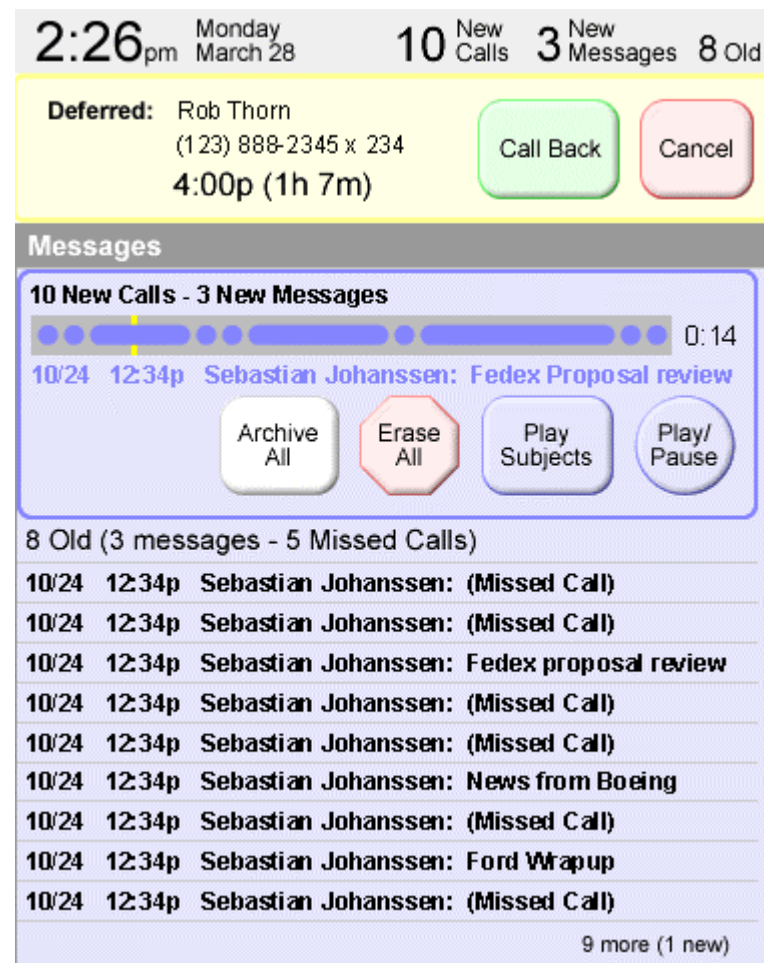 2:26pm Monday March 28 10 New Calls 3 New Messages 8 Old
Deferred: Rob Thorn
(123) 888-2345 x 234
4:00p (1h 7m)
Call Back
Cancel
Messages
10 New Calls - 3 New Messages
0:14
10/24 12:34p Sebastian Johanssen: Fedex Proposal review
Archive All
Erase All
Play Subjects
Play/ Pause
8 Old (3 messages - 5 Missed Calls)
10/24 12:34p Sebastian Johanssen: (Missed Call)
10/24 12:34p Sebastian Johanssen: (Missed Call)
10/24 12:34p Sebastian Johanssen: Fedex proposal review
10/24 12:34p Sebastian Johanssen: (Missed Call)
10/24 12:34p Sebastian Johanssen: (Missed Call)
10/24 12:34p Sebastian Johanssen: News from Boeing
10/24 12:34p Sebastian Johanssen: (Missed Call)
10/24 12:34p Sebastian Johanssen: Ford Wrapup
10/24 12:34p Sebastian Johanssen: (Missed Call)
9 more (1 new)